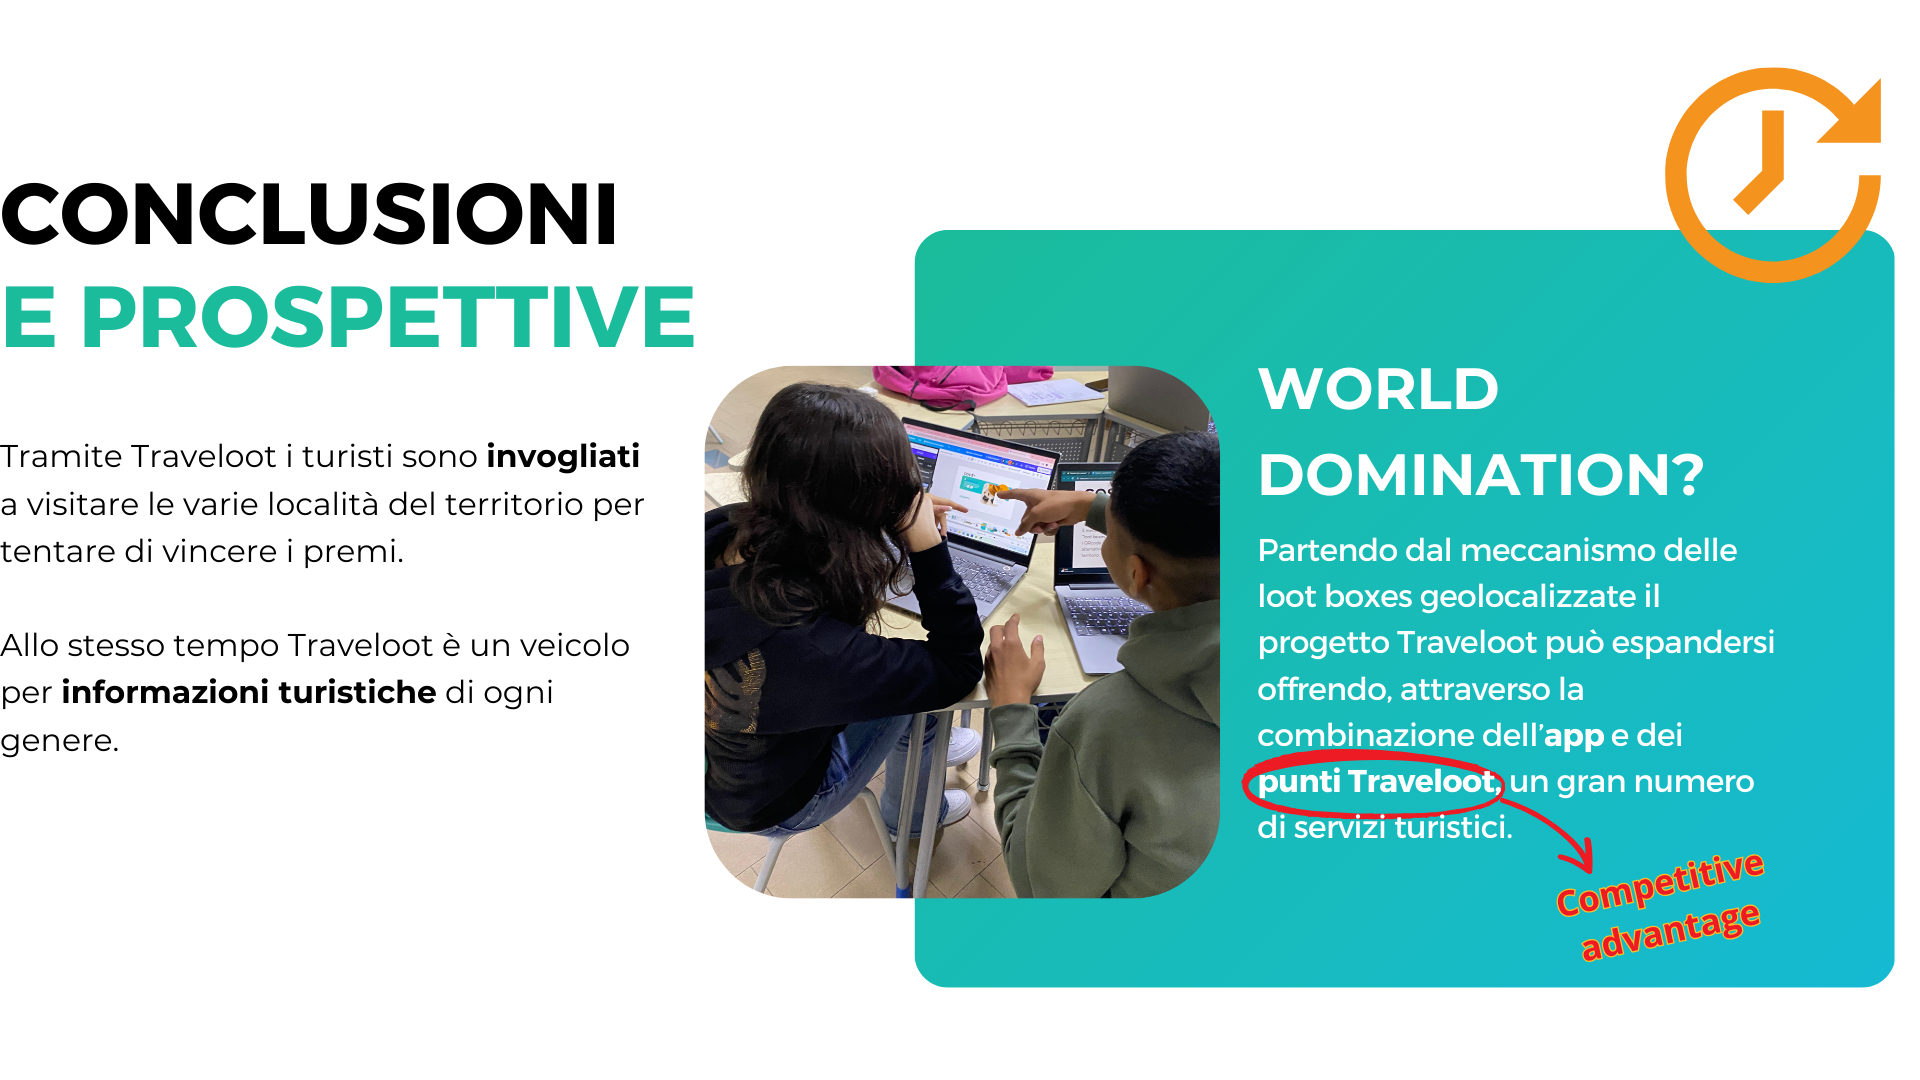 CONCLUSIONI
E PROSPETTIVE
Tramite Traveloot i turisti sono invogliati
a visitare le varie località del territorio per
tentare di vincere i premi.
Allo stesso tempo Traveloot è un veicolo
per informazioni turistiche di ogni
genere.
WORLD
DOMINATION?
Partendo dal meccanismo delle
loot boxes geolocalizzate il
progetto Traveloot può espandersi
offrendo, attraverso la
combinazione dell’app e dei
punti Traveloot, un gran numero
di servizi turistici.
Competitive
advantage